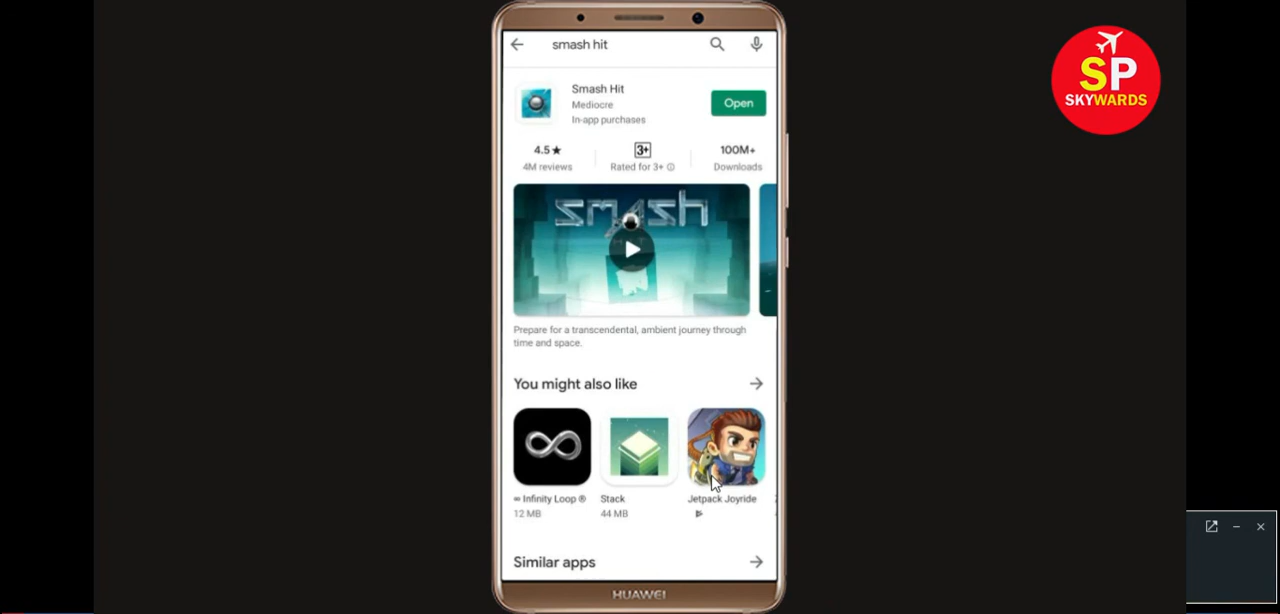 smash hit
SP
SKYWARDS
Smash Hit
Mediocre
In-app purchases
Open
4.5★
3+
100M+
4M reviews
Rated for 3+
Downloads
smash
Prepare for a transcendental, ambient journey through
time and space.
You might also like
∞ Infinity Loop ®
Stack
Jetpack Joyride
12 MB
44 MB
Similar apps
HUAWEI